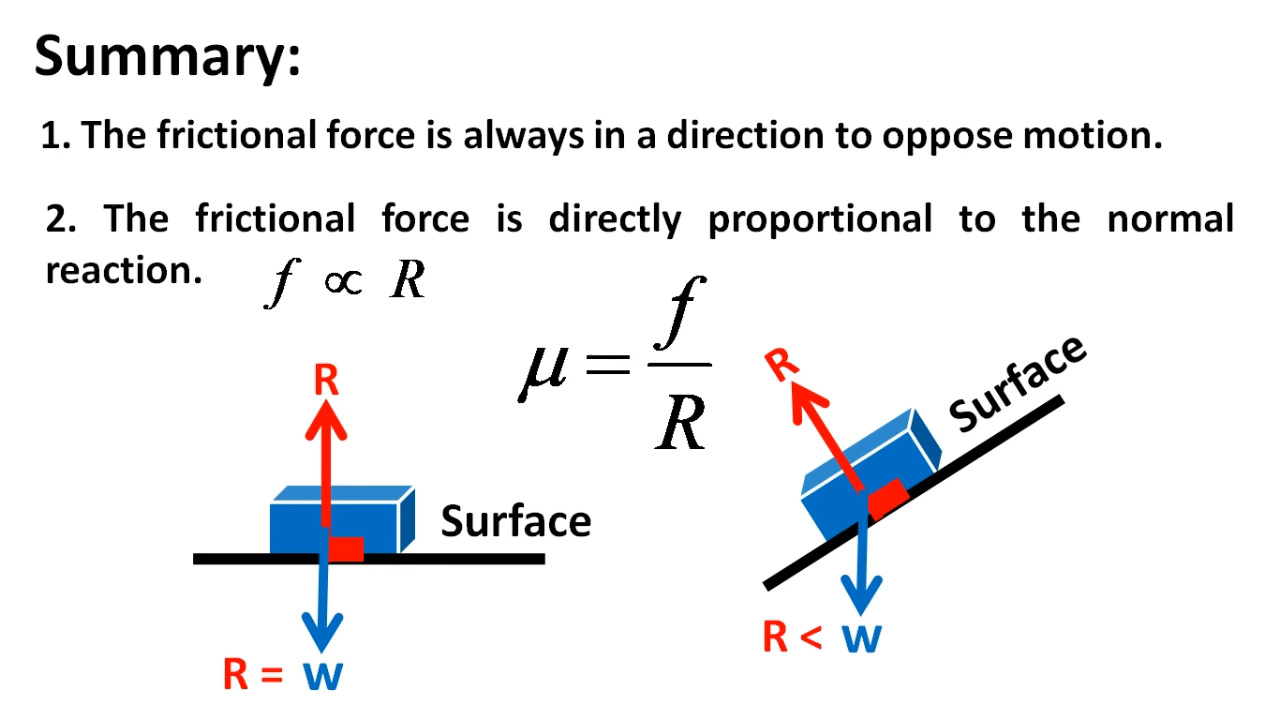 Summary:
1. The frictional force is always in a direction to oppose motion.
2. The frictional force is directly proportional to the normal
reaction. f ∝ R
μ = f/R
R
Surface
R = W
R
Surface
R < W